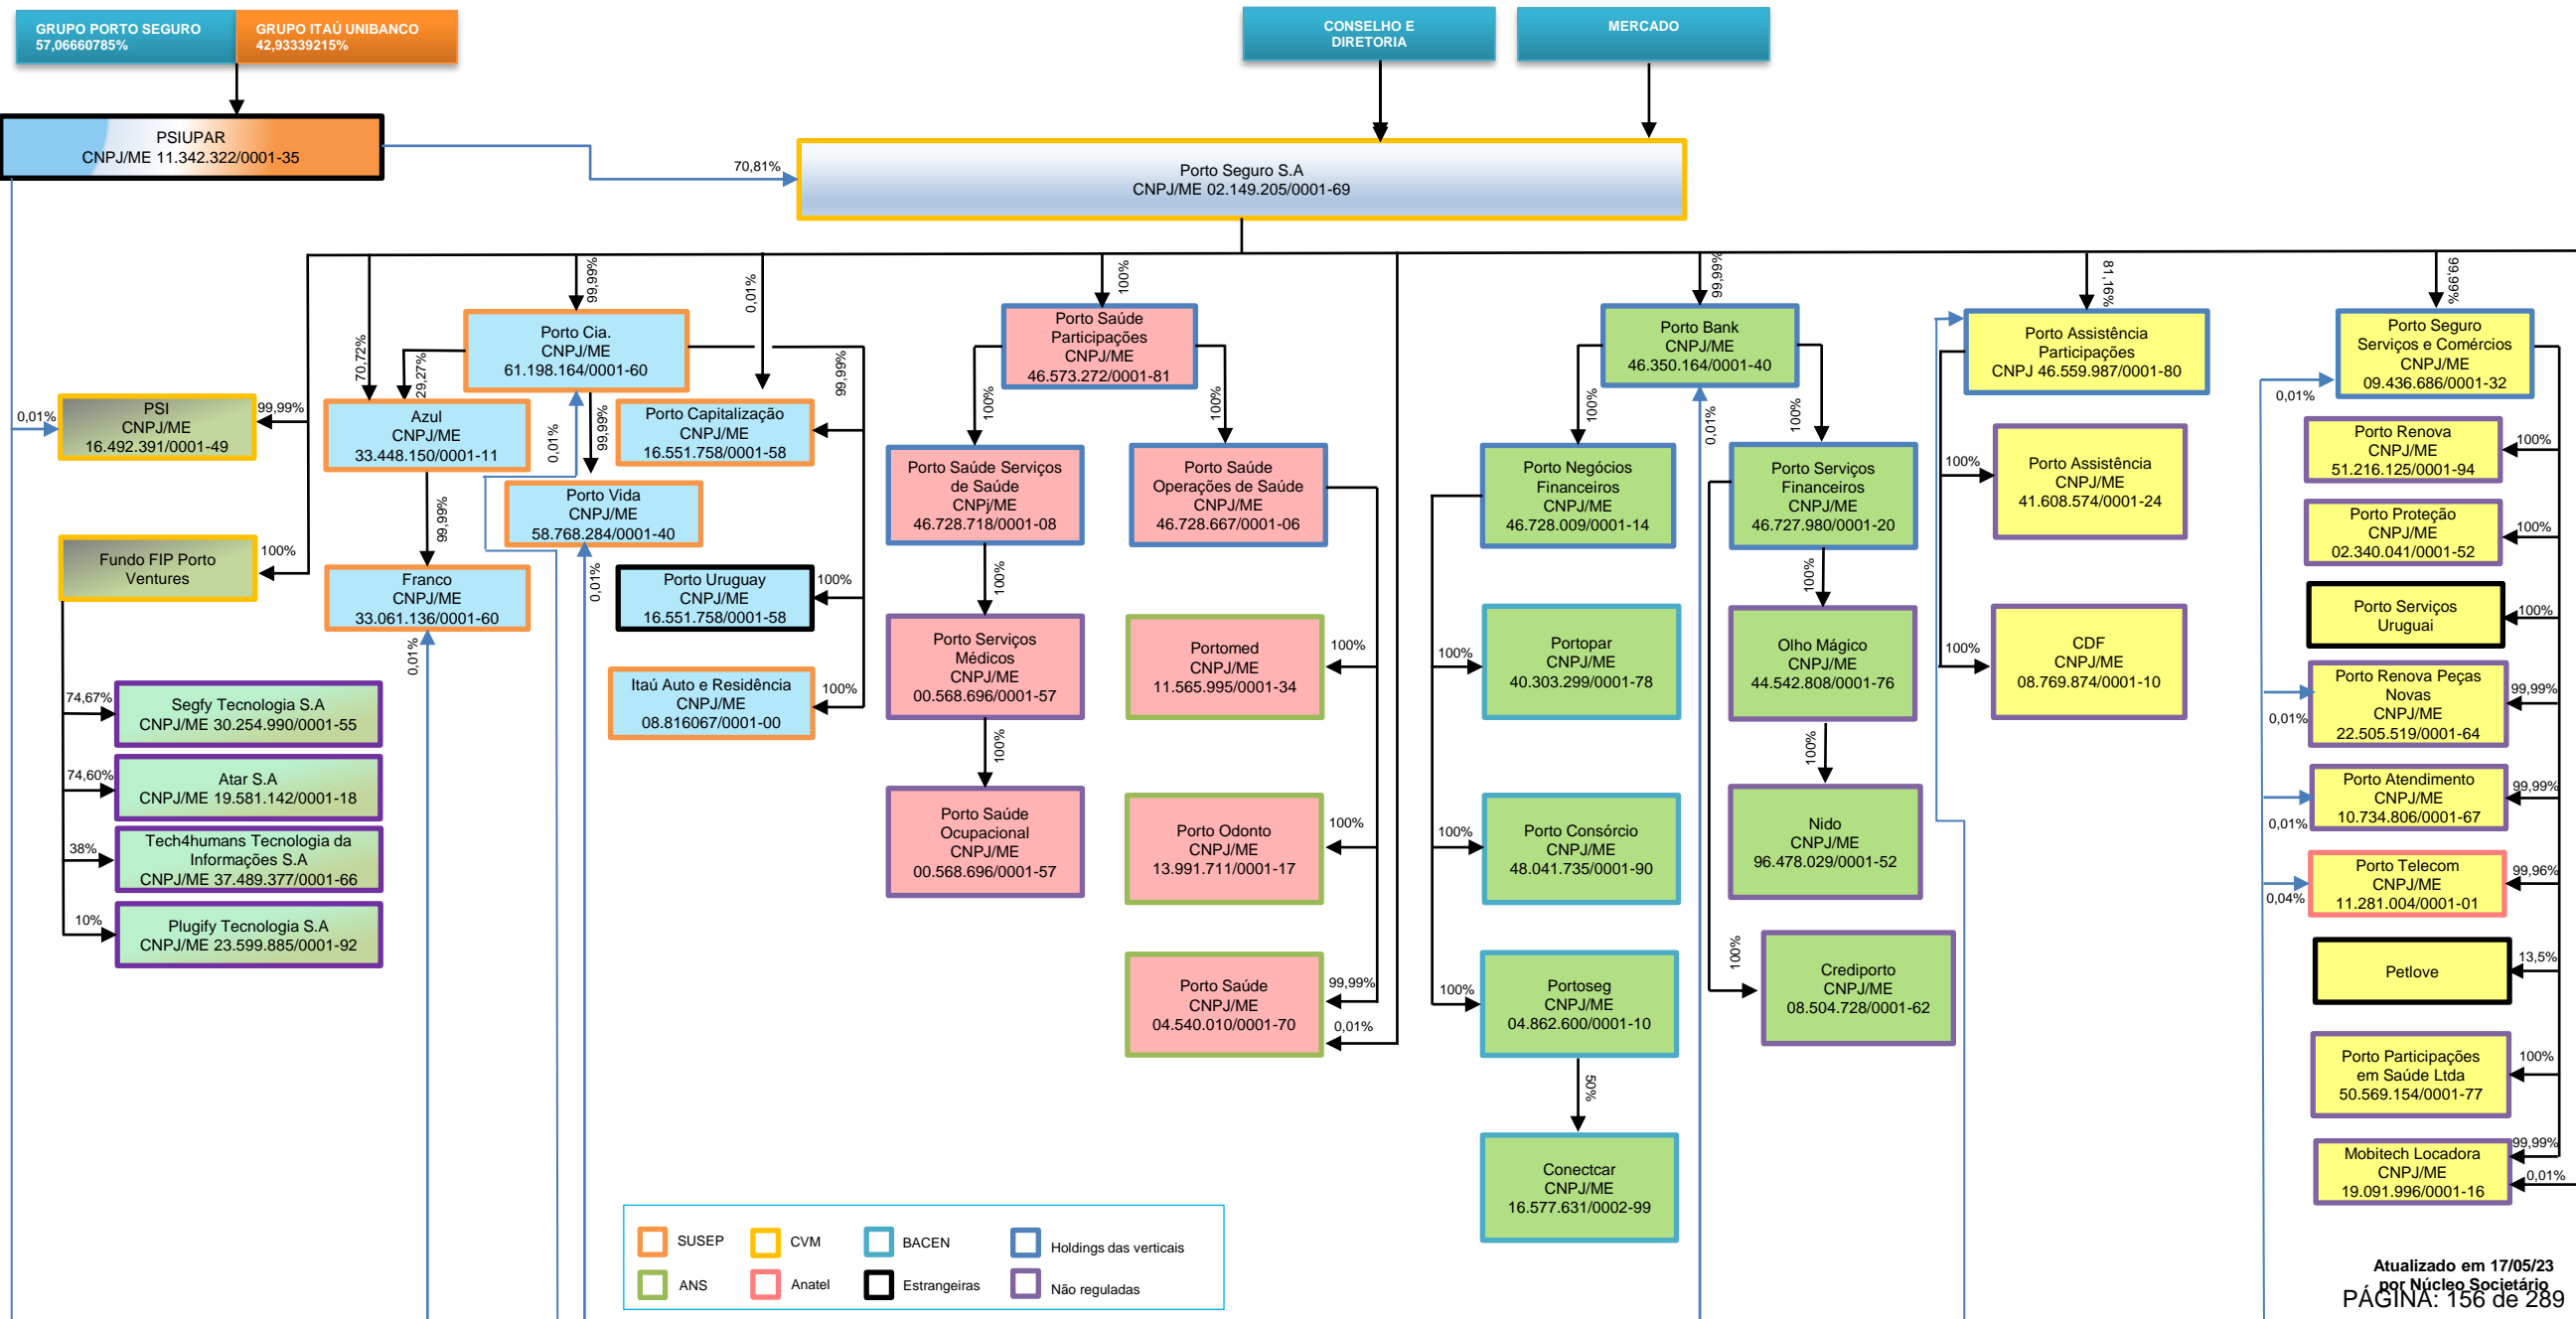 GRUPO PORTO SEGURO
57,06660785%
GRUPO ITAÚ UNIBANCO
42,93339215%
CONSELHO E
DIRETORIA
MERCADO
PSIUPAR
CNPJ/ME 11.342.322/0001-35
70,81%
Porto Seguro S.A
CNPJ/ME 02.149.205/0001-69
99,99%
0,01%
100%
99,99%
81,16%
99,99%
70,72%
29,27%
Porto Cia.
CNPJ/ME
61.198.164/0001-60
99,99%
Porto Saúde
Participações
CNPJ/ME
46.573.272/0001-81
Porto Bank
CNPJ/ME
46.350.164/0001-40
Porto Assistência
Participações
CNPJ 46.559.987/0001-80
Porto Seguro
Serviços e Comércios
CNPJ/ME
09.436.686/0001-32
0,01%
0,01%
PSI
CNPJ/ME
16.492.391/0001-49
99,99%
Azul
CNPJ/ME
33.448.150/0001-11
0,01%
99,99%
Porto Capitalização
CNPJ/ME
16.551.758/0001-58
100%
100%
100%
0,01%
100%
Porto Renova
CNPJ/ME
51.216.125/0001-94
100%
Porto Saúde Serviços
de Saúde
CNPj/ME
46.728.718/0001-08
Porto Saúde
Operações de Saúde
CNPJ/ME
46.728.667/0001-06
Porto Negócios
Financeiros
CNPJ/ME
46.728.009/0001-14
Porto Serviços
Financeiros
CNPJ/ME
46.727.980/0001-20
100%
Porto Assistência
CNPJ/ME
41.608.574/0001-24
Porto Vida
CNPJ/ME
58.768.284/0001-40
99,99%
Porto Proteção
CNPJ/ME
02.340.041/0001-52
100%
Fundo FIP Porto
Ventures
100%
Franco
CNPJ/ME
33.061.136/0001-60
0,01%
0,01%
Porto Uruguay
CNPJ/ME
16.551.758/0001-58
100%
100%
100%
Porto Serviços
Uruguai
100%
Porto Serviços
Médicos
CNPJ/ME
00.568.696/0001-57
Portomed
CNPJ/ME
11.565.995/0001-34
100%
100%
Portopar
CNPJ/ME
40.303.299/0001-78
Olho Mágico
CNPJ/ME
44.542.808/0001-76
100%
CDF
CNPJ/ME
08.769.874/0001-10
Porto Renova Peças
Novas
CNPJ/ME
22.505.519/0001-64
99,99%
0,01%
74,67%
Segfy Tecnologia S.A
CNPJ/ME 30.254.990/0001-55
Itaú Auto e Residência
CNPJ/ME
08.816067/0001-00
100%
100%
100%
74,60%
Atar S.A
CNPJ/ME 19.581.142/0001-18
Porto Atendimento
CNPJ/ME
10.734.806/0001-67
99,99%
0,01%
Porto Saúde
Ocupacional
CNPJ/ME
00.568.696/0001-57
Porto Odonto
CNPJ/ME
13.991.711/0001-17
100%
100%
Porto Consórcio
CNPJ/ME
48.041.735/0001-90
Nido
CNPJ/ME
96.478.029/0001-52
38%
Tech4humans Tecnologia da
Informações S.A
CNPJ/ME 37.489.377/0001-66
Porto Telecom
CNPJ/ME
11.281.004/0001-01
99,96%
0,04%
10%
Plugify Tecnologia S.A
CNPJ/ME 23.599.885/0001-92
Porto Saúde
CNPJ/ME
04.540.010/0001-70
99,99%
0,01%
100%
Portoseg
CNPJ/ME
04.862.600/0001-10
100%
Crediporto
CNPJ/ME
08.504.728/0001-62
Petlove
13,5%
50%
Porto Participações
em Saúde Ltda
50.569.154/0001-77
100%
Conectcar
CNPJ/ME
16.577.631/0002-99
Mobitech Locadora
CNPJ/ME
19.091.996/0001-16
99,99%
0,01%
SUSEP
CVM
BACEN
Holdings das verticais
ANS
Anatel
Estrangeiras
Não reguladas
Atualizado em 17/05/23
por Núcleo Societário
PÁGINA: 156 de 289